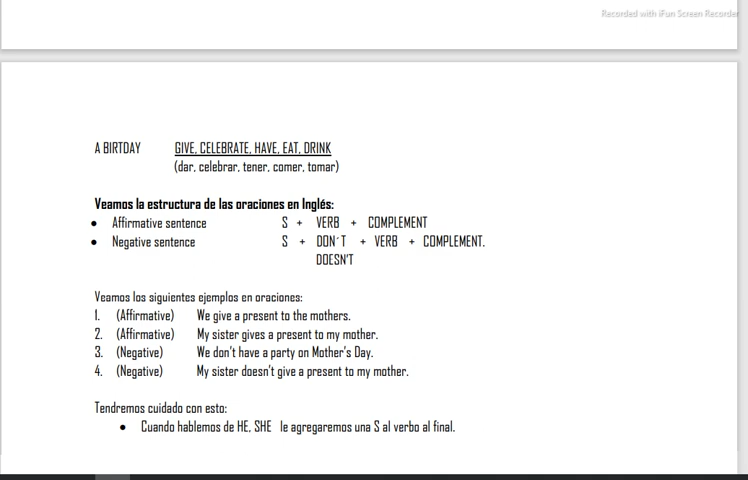 Recorded with iFun Screen Recorder
A BIRTDAY GIVE, CELEBRATE, HAVE, EAT, DRINK
(dar, celebrar, tener, comer, tomar)
Veamos la estructura de las oraciones en Inglés:
• Affirmative sentence S + VERB + COMPLEMENT
• Negative sentence S + DON´T + VERB + COMPLEMENT.
DOESN'T
Veamos los siguientes ejemplos en oraciones:
1. (Affirmative) We give a present to the mothers.
2. (Affirmative) My sister gives a present to my mother.
3. (Negative) We don't have a party on Mother's Day.
4. (Negative) My sister doesn't give a present to my mother.
Tendremos cuidado con esto:
• Cuando hablemos de HE, SHE le agregaremos una S al verbo al final.